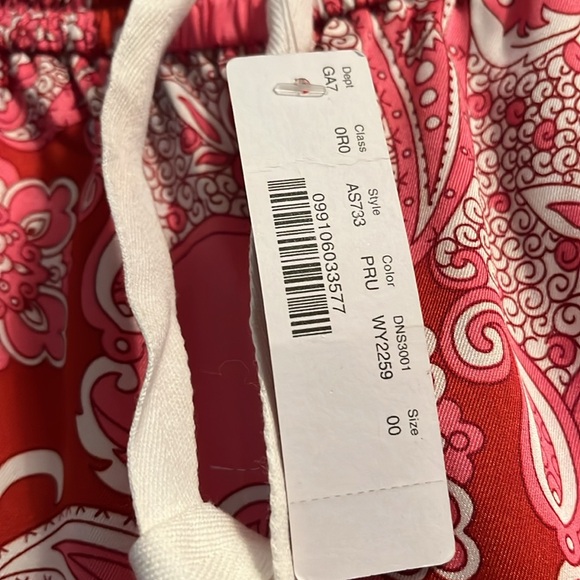 Dept Class Style Color DNS3001 Size
GA7 0R0 AS733 PRU WY2259 00
099106033577